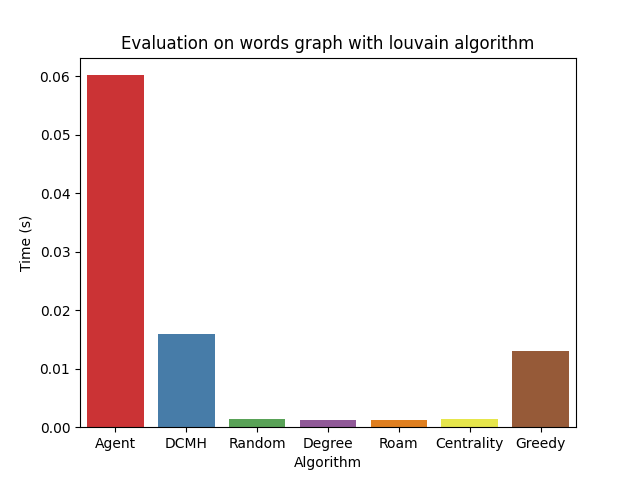 Evaluation on words graph with louvain algorithm
Time (s)
0.06
0.05
0.04
0.03
0.02
0.01
0.00
Agent DCMH Random Degree Roam Centrality Greedy
Algorithm